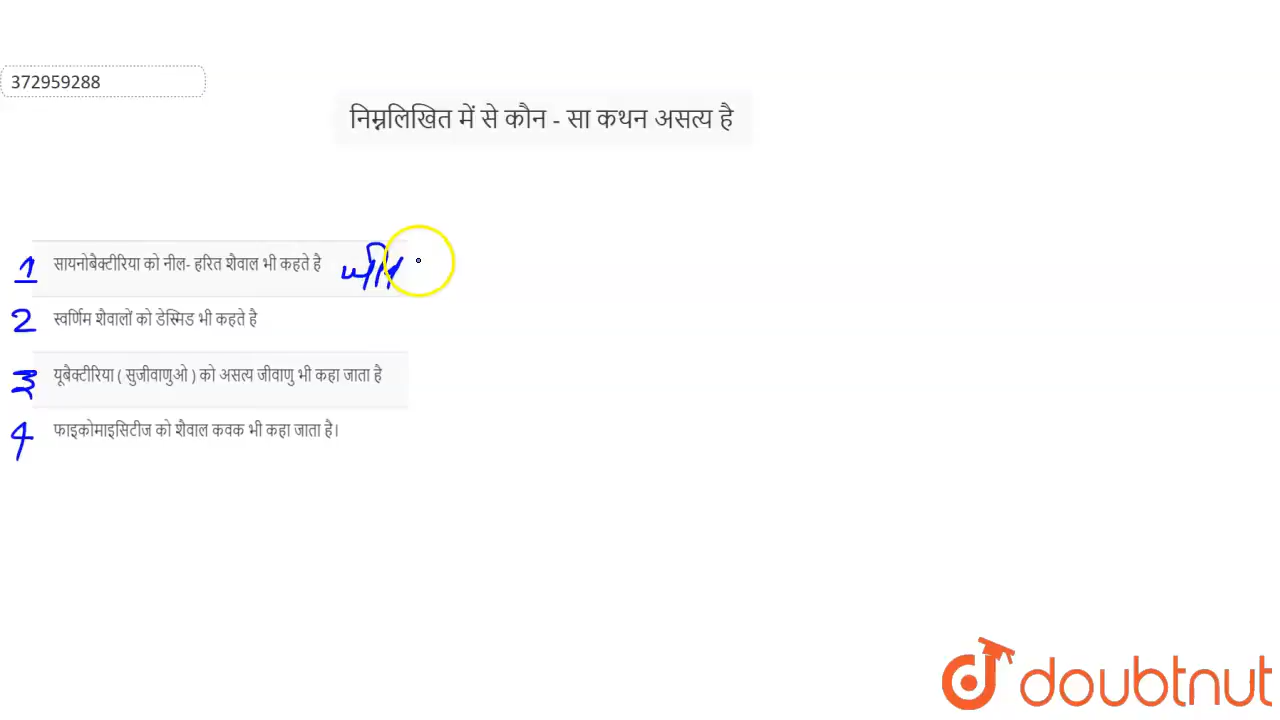 372959288
निम्नलिखित में से कौन - सा कथन असत्य है
1 सायनोबैक्टीरिया को नील- हरित शैवाल भी कहते है
2 स्वर्णिम शैवालों को डेस्मिड भी कहते है
3 यूबैक्टीरिया ( सुजीवाणुओ ) को असत्य जीवाणु भी कहा जाता है
4 फाइकोमाइसिटीज को शैवाल कवक भी कहा जाता है।
doubtnut